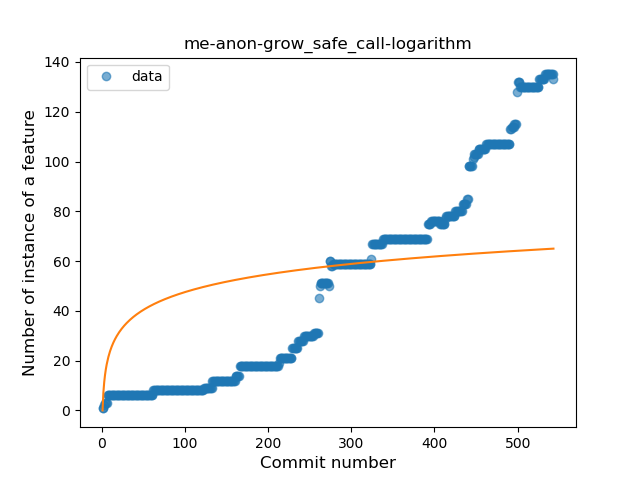 me-anon-grow_safe_call-logarithm
data
Number of instance of a feature
140
120
100
80
60
40
20
0
0 100 200 300 400 500
Commit number